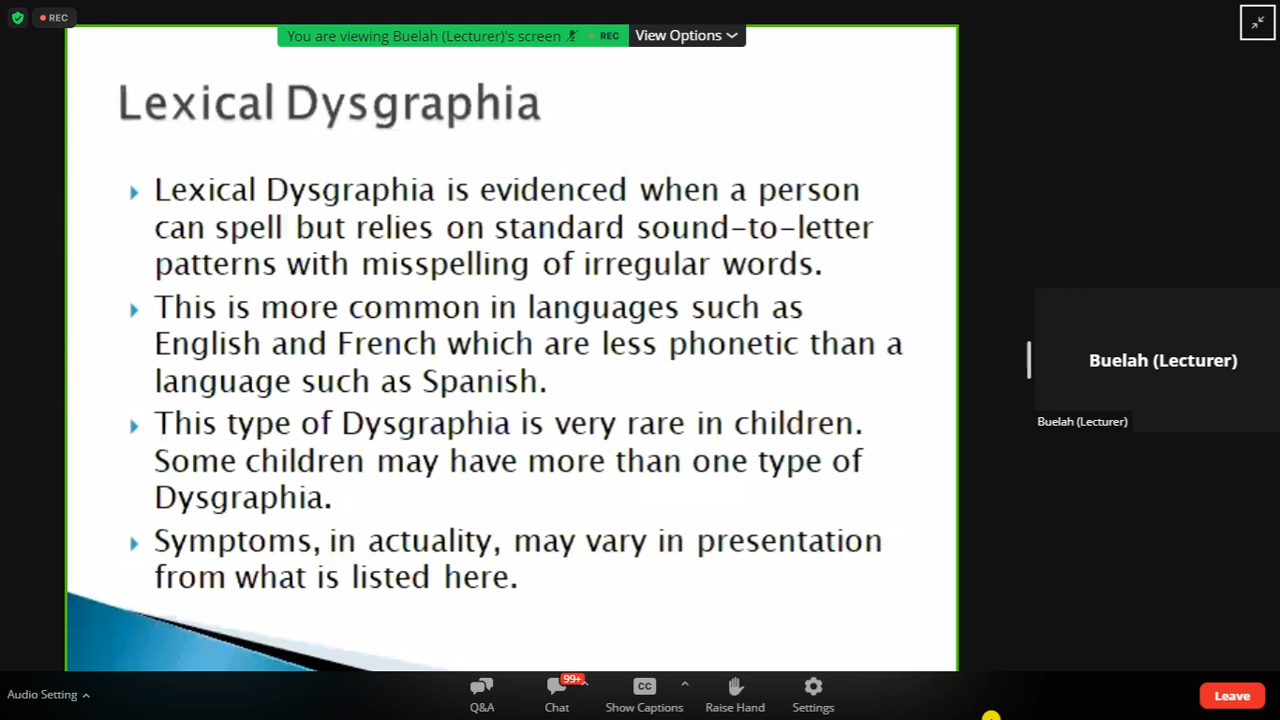 REC
You are viewing Buelah (Lecturer)'s screen REC View Options
Lexical Dysgraphia
Lexical Dysgraphia is evidenced when a person
can spell but relies on standard sound-to-letter
patterns with misspelling of irregular words.
This is more common in languages such as
English and French which are less phonetic than a
language such as Spanish.
This type of Dysgraphia is very rare in children.
Some children may have more than one type of
Dysgraphia.
Symptoms, in actuality, may vary in presentation
from what is listed here.
Buelah (Lecturer)
Buelah (Lecturer)
Audio Setting
Q&A
99+
Chat
CC
Show Captions
Raise Hand
Settings
Leave